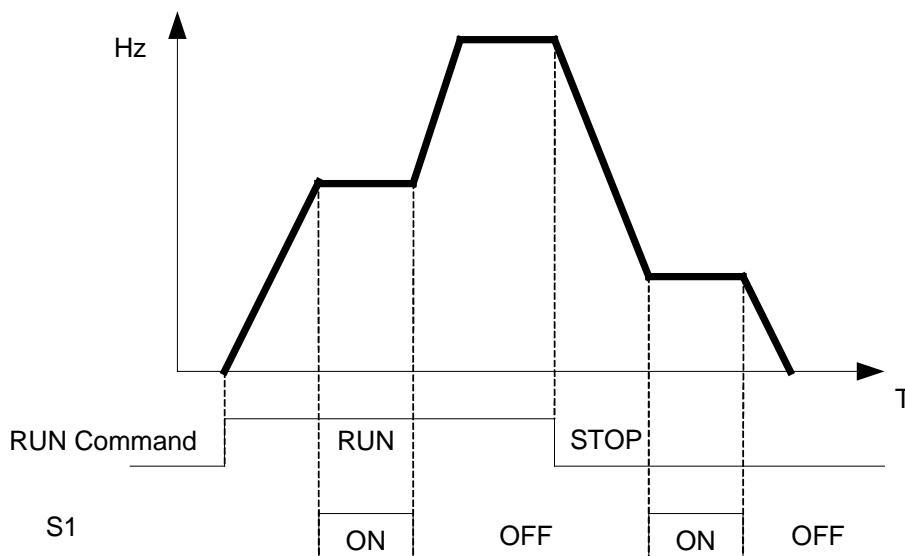 Hz
T
RUN Command
RUN
STOP
S1
ON
OFF
ON
OFF